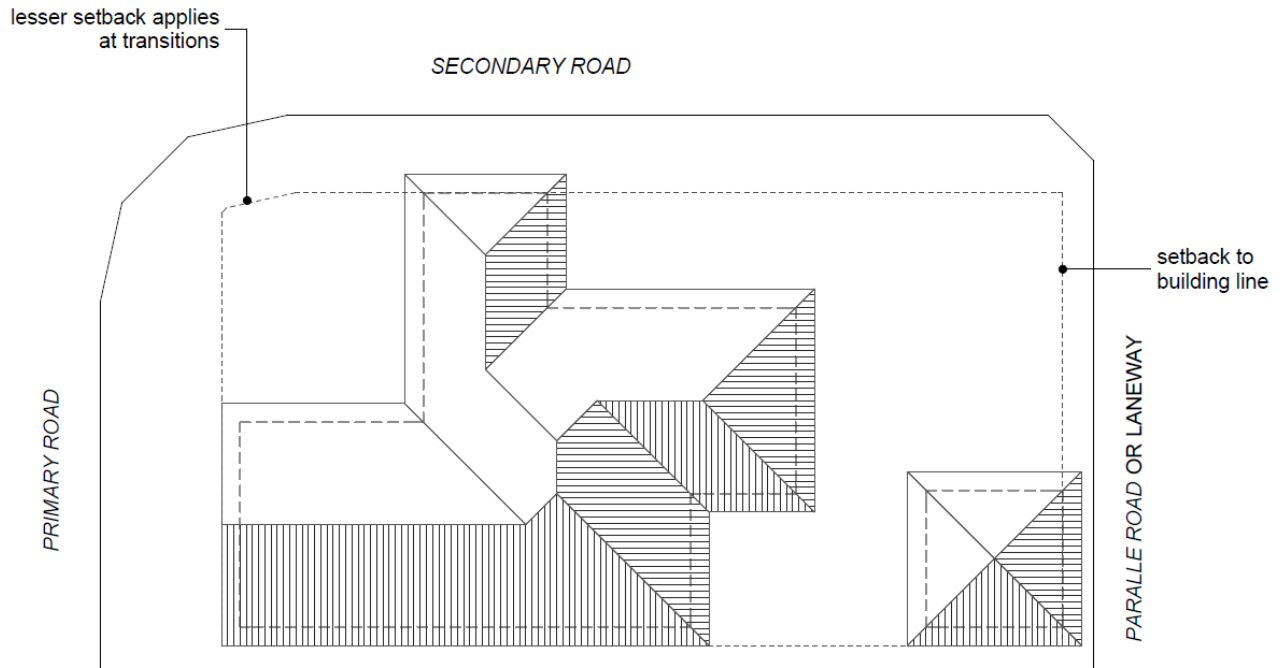 lesser setback applies
at transitions
SECONDARY ROAD
setback to
building line
PRIMARY ROAD
PARALLE ROAD OR LANEWAY